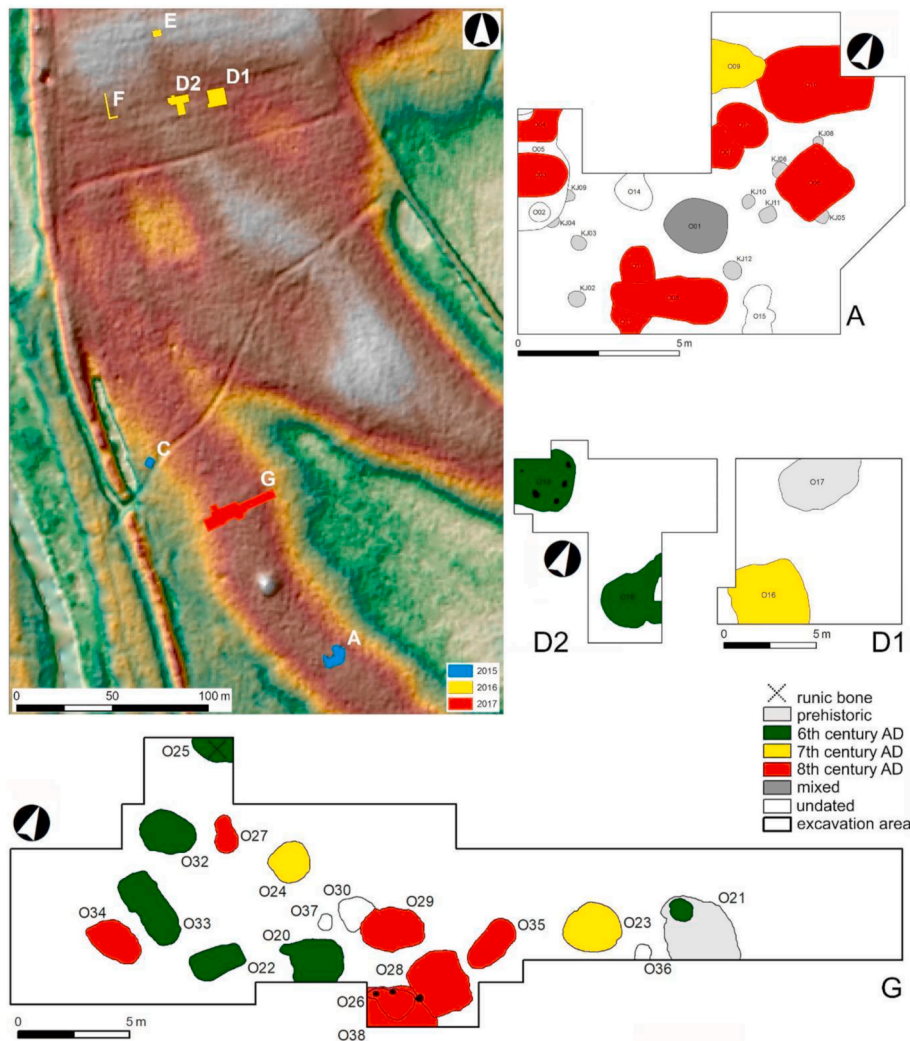 E
D2
D1
F
C
G
A
2015
2016
2017
0
50
100 m
O09
KJ08
KJ06
O05
KJ09
O14
KJ10
KJ11
KJ05
O02
KJ04
O01
KJ03
KJ12
KJ02
O15
A
0
5 m
O17
O16
D2
0
5 m
D1
runic bone
prehistoric
6th century AD
7th century AD
8th century AD
mixed
undated
excavation area
O25
O27
O32
O24
O30
O29
O21
O37
O35
O34
O33
O23
O20
O22
O28
O36
O26
O38
G
0
5 m